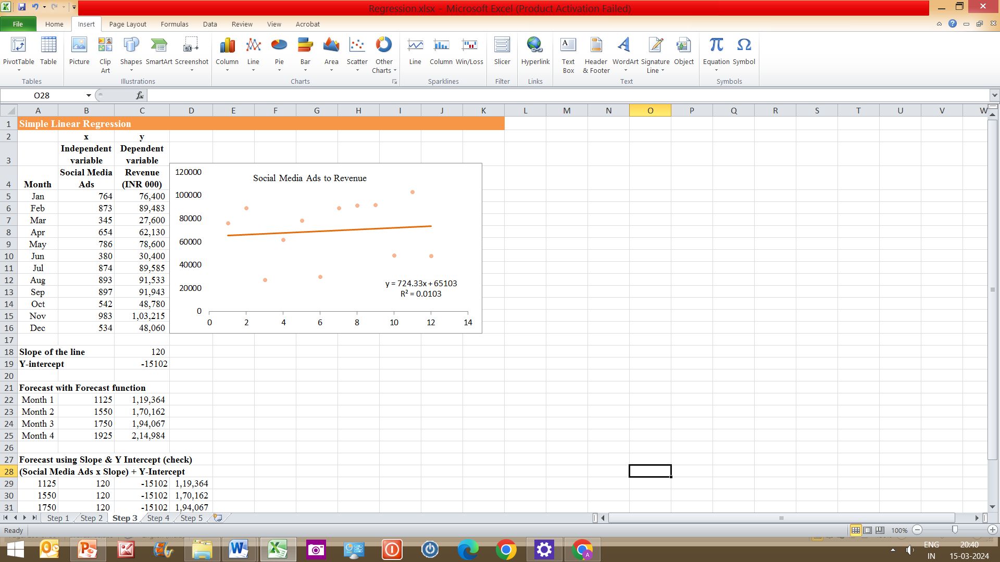 Regression.xlsx - Microsoft Excel (Product Activation Failed)
File Home Insert Page Layout Formulas Data Review View Acrobat
PivotTable Table Picture Clip Art Shapes SmartArt Screenshot Column Line Pie Bar Area Scatter Other Charts Line Column Win/Loss Slicer Hyperlink Text Box Header & Footer WordArt Signature Line Object Equation Symbol
Tables Illustrations Charts Sparklines Filter Links Text Symbols
O28 fx
A B C D E F G H I J K L M N O P Q R S T U V W
1 Simple Linear Regression
2 x y
3 Independent variable Dependent variable
4 Month Social Media Ads Revenue (INR 000)
5 Jan 764 76,400
6 Feb 873 89,483
7 Mar 345 27,600
8 Apr 654 62,130
9 May 786 78,600
10 Jun 380 30,400
11 Jul 874 89,585
12 Aug 893 91,533
13 Sep 897 91,943
14 Oct 542 48,780
15 Nov 983 1,03,215
16 Dec 534 48,060
17
18 Slope of the line 120
19 Y-intercept -15102
20
21 Forecast with Forecast function
22 Month 1 1125 1,19,364
23 Month 2 1550 1,70,162
24 Month 3 1750 1,94,067
25 Month 4 1925 2,14,984
26
27 Forecast using Slope & Y Intercept (check)
28 (Social Media Ads x Slope) + Y-Intercept
29 1125 120 -15102 1,19,364
30 1550 120 -15102 1,70,162
31 1750 120 -15102 1,94,067
Social Media Ads to Revenue
120000
100000
80000
60000
40000
20000
0
y = 724.33x + 65103
R² = 0.0103
0 2 4 6 8 10 12 14
Step 1 Step 2 Step 3 Step 4 Step 5
Ready 100%
ENG 20:40
IN 15-03-2024